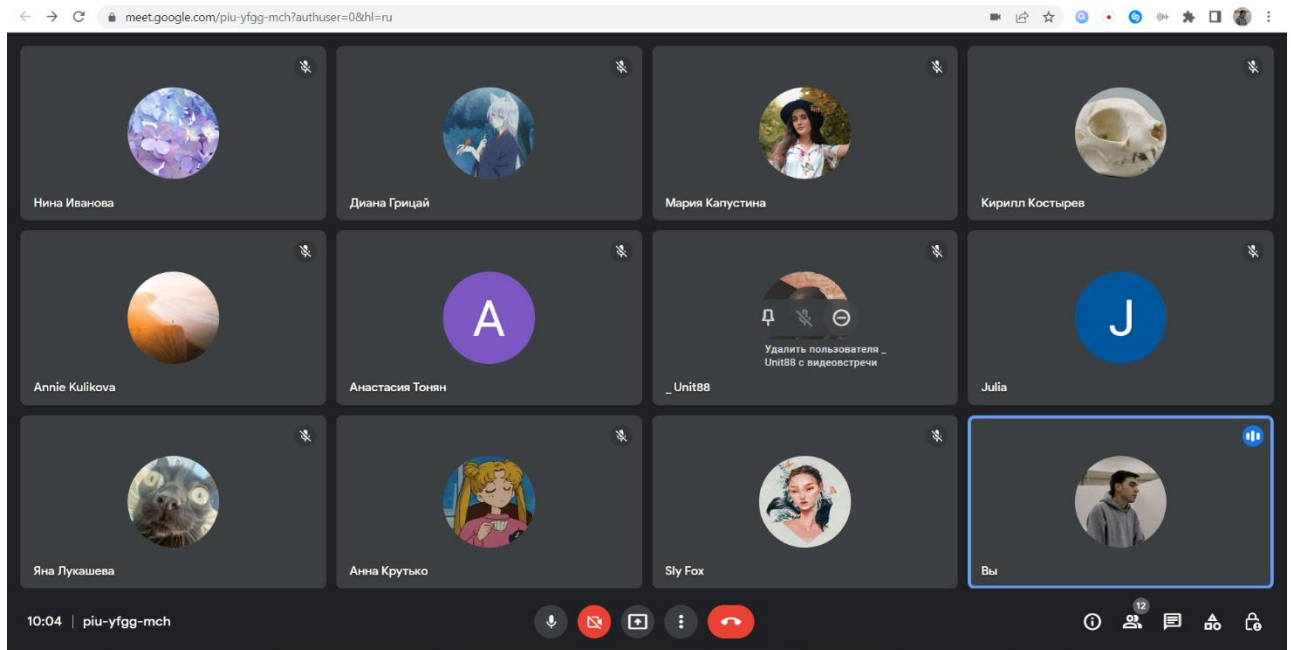 meet.google.com/piu-yfgg-mch?authuser=0&hl=ru
Нина Иванова
Диана Грицай
Мария Капустина
Кирилл Костырев
Annie Kulikova
A
Анастасия Тонян
Удалить пользователя _
Unit88 с видеовстречи
_ Unit88
J
Julia
Яна Лукашева
Анна Крутько
Sly Fox
Вы
10:04 | piu-yfgg-mch
12